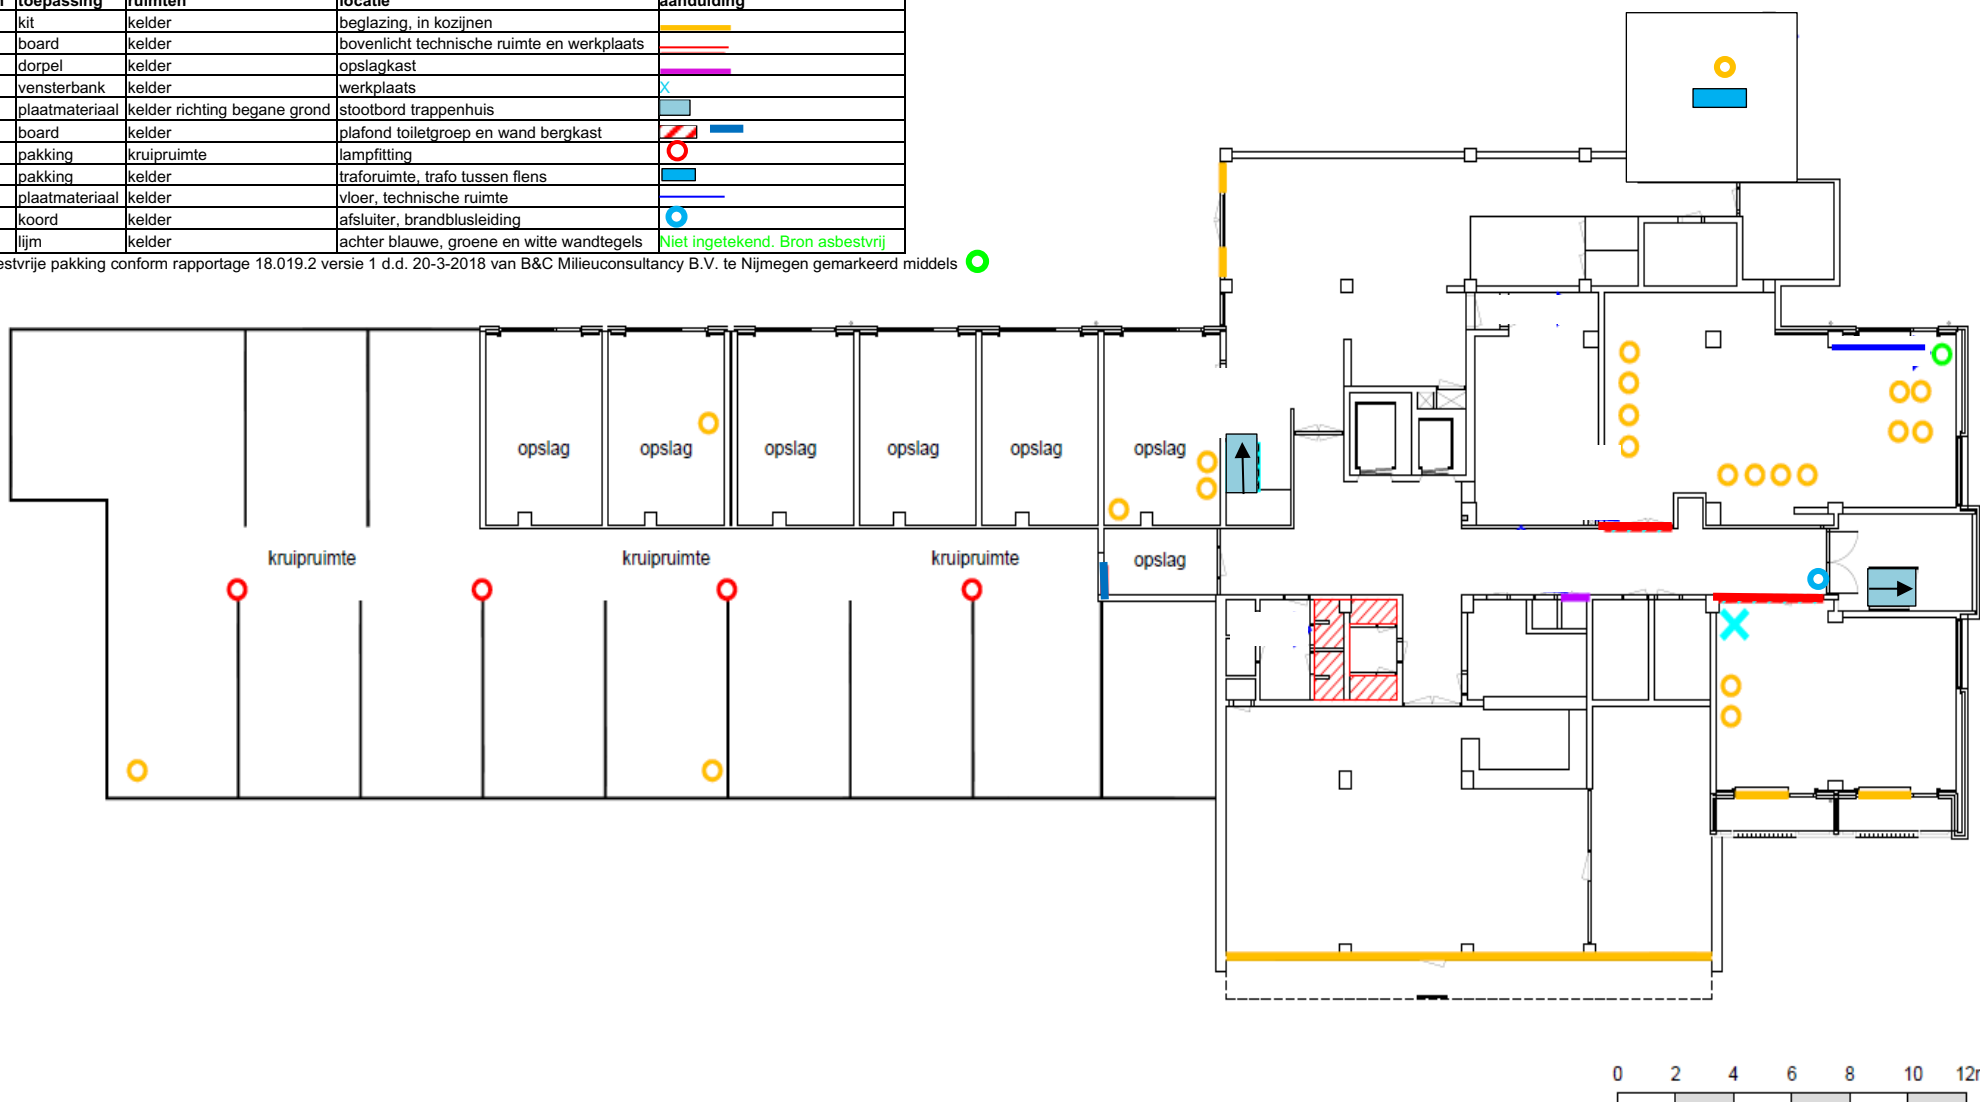 toepassing ruimten locatie aanduiding
kit kelder beglazing, in kozijnen
board kelder bovenlicht technische ruimte en werkplaats
dorpel kelder opslagkast
vensterbank kelder werkplaats X
plaatmateriaal kelder richting begane grond stootbord trappenhuis
board kelder plafond toiletgroep en wand bergkast
pakking kruipruimte lampfitting
pakking kelder traforuimte, trafo tussen flens
plaatmateriaal kelder vloer, technische ruimte
koord kelder afsluiter, brandblusleiding
lijm kelder achter blauwe, groene en witte wandtegels Niet ingetekend. Bron asbestvrij
estvrije pakking conform rapportage 18.019.2 versie 1 d.d. 20-3-2018 van B&C Milieuconsultancy B.V. te Nijmegen gemarkeerd middels
opslag opslag opslag opslag opslag opslag
kruipruimte kruipruimte kruipruimte opslag
0 2 4 6 8 10 12